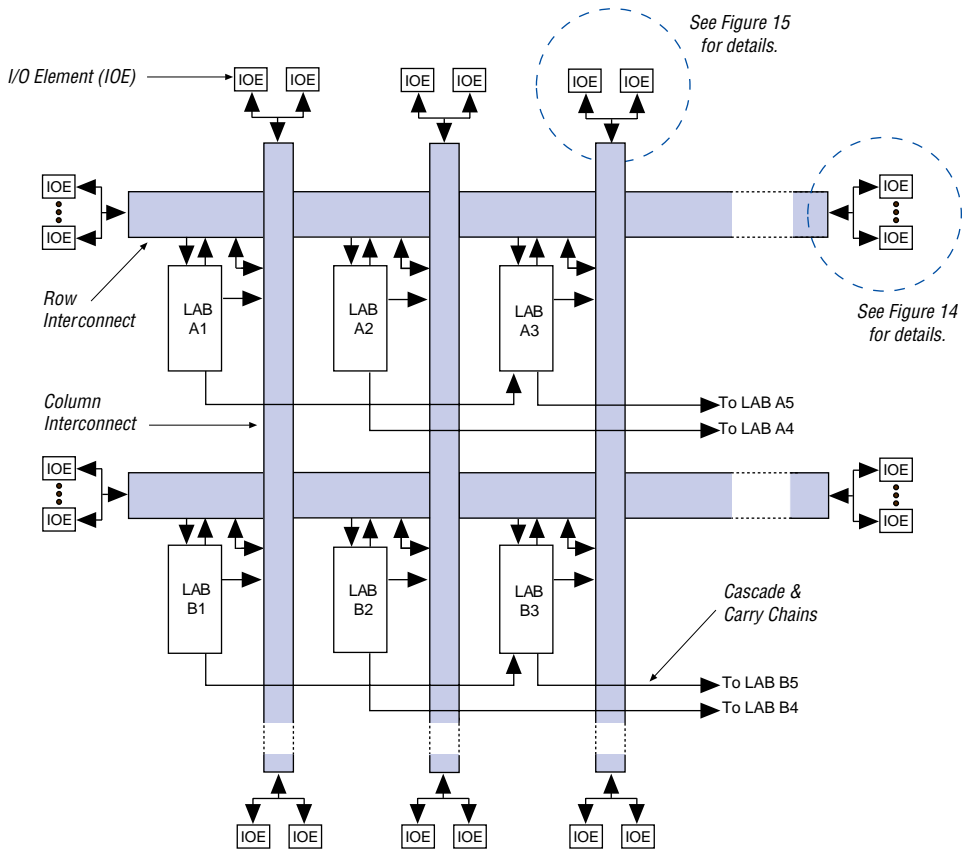 See Figure 15
for details.
I/O Element (IOE)
IOE
IOE
IOE
IOE
IOE
IOE
IOE
IOE
IOE
IOE
Row
Interconnect
LAB
A1
LAB
A2
LAB
A3
See Figure 14
for details.
Column
Interconnect
To LAB A5
To LAB A4
IOE
IOE
IOE
IOE
LAB
B1
LAB
B2
LAB
B3
Cascade &
Carry Chains
To LAB B5
To LAB B4
IOE
IOE
IOE
IOE
IOE
IOE